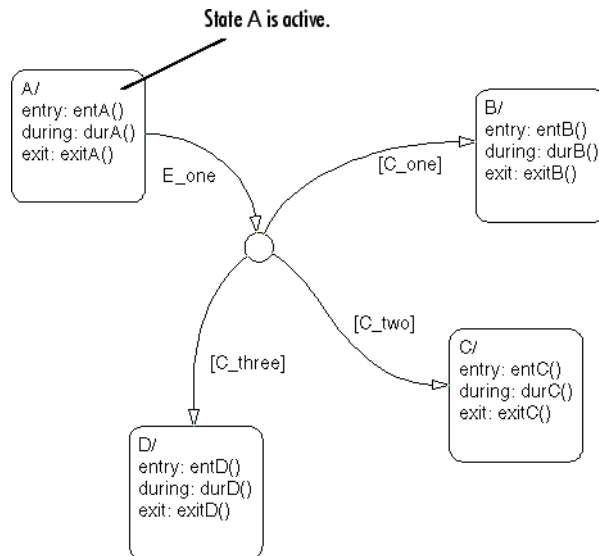 State A is active.
A/
entry: entA()
during: durA()
exit: exitA()
E_one
B/
entry: entB()
during: durB()
exit: exitB()
[C_one]
[C_two]
[C_three]
C/
entry: entC()
during: durC()
exit: exitC()
D/
entry: entD()
during: durD()
exit: exitD()